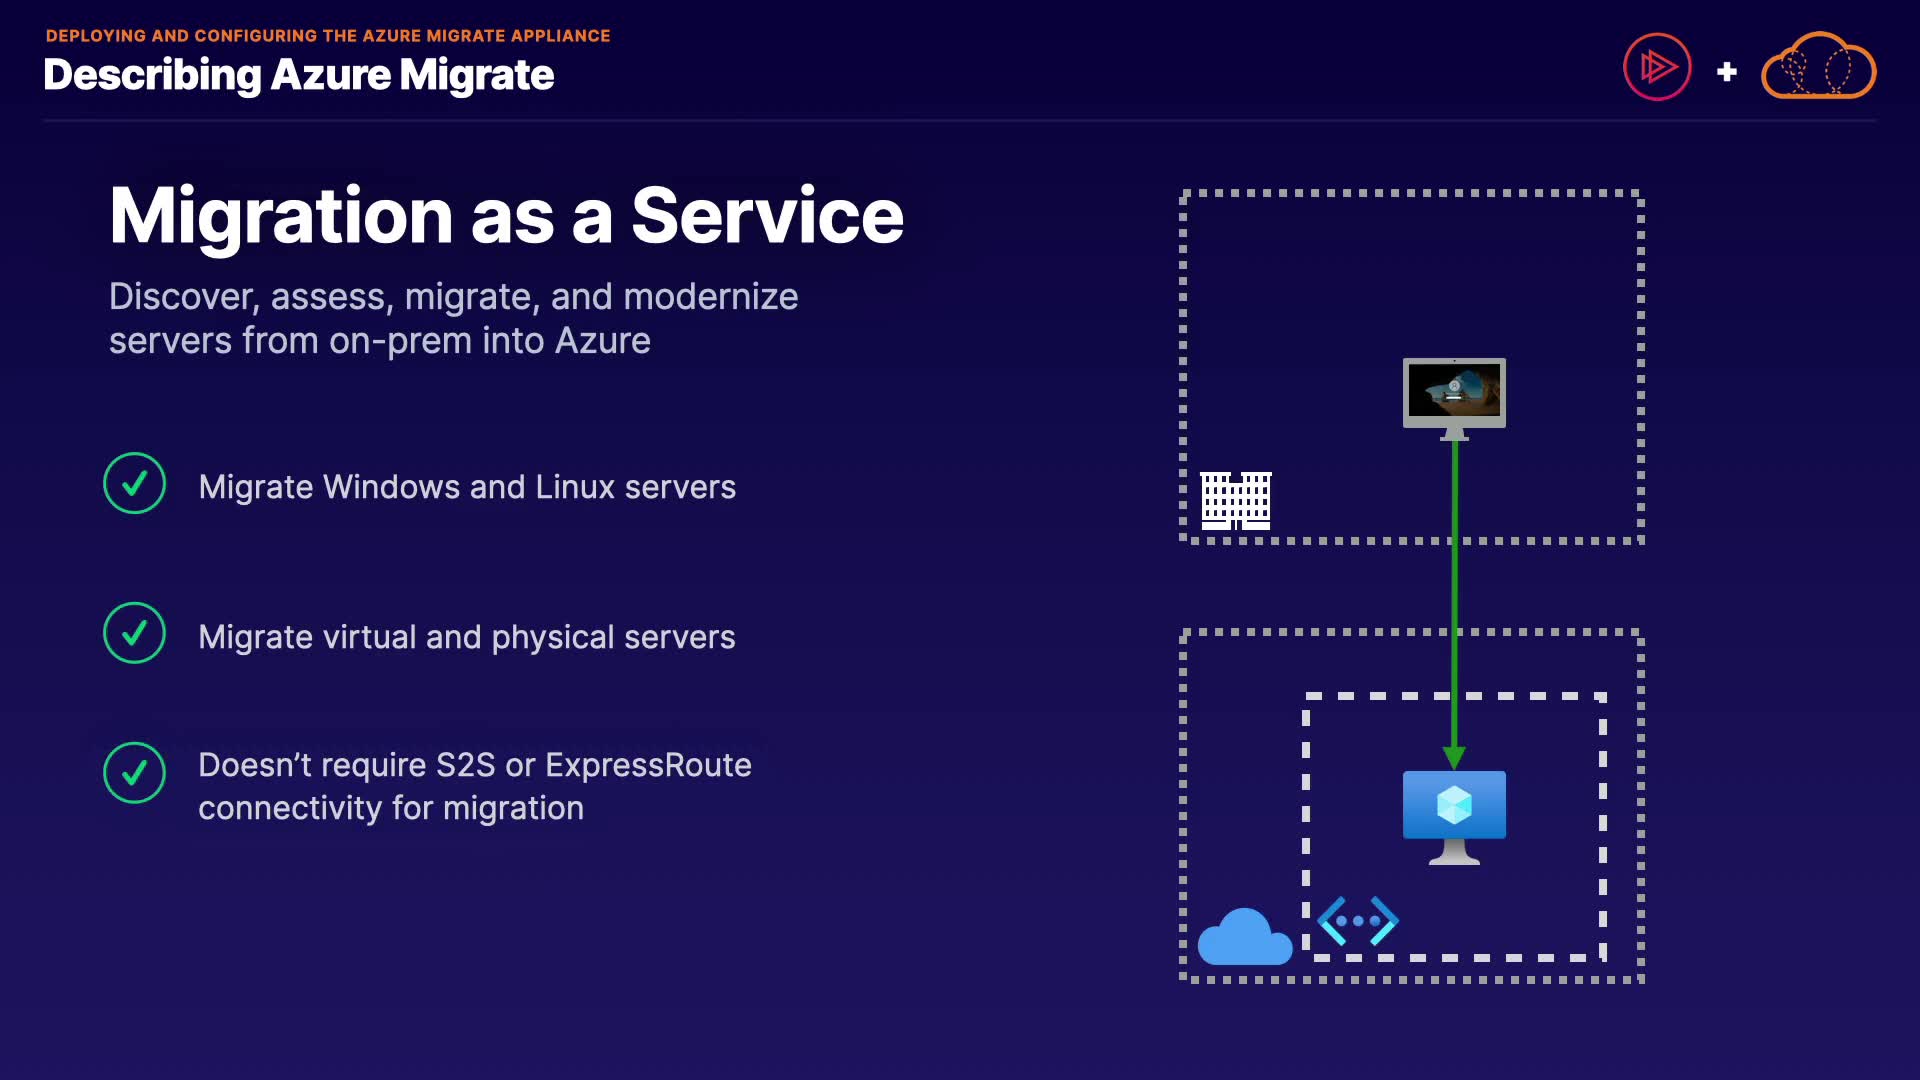 DEPLOYING AND CONFIGURING THE AZURE MIGRATE APPLIANCE
Describing Azure Migrate
Migration as a Service
Discover, assess, migrate, and modernize
servers from on-prem into Azure
Migrate Windows and Linux servers
Migrate virtual and physical servers
Doesn’t require S2S or ExpressRoute
connectivity for migration